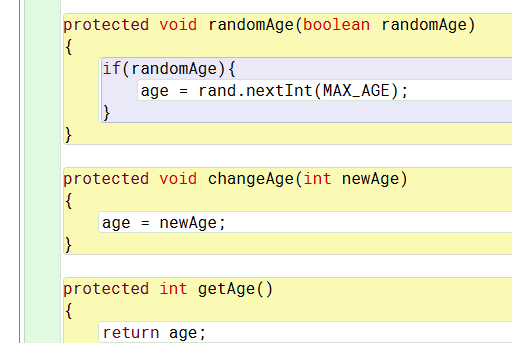 protected void randomAge(boolean randomAge)
{
if(randomAge){
age = rand.nextInt(MAX_AGE);
}
}
protected void changeAge(int newAge)
{
age = newAge;
}
protected int getAge()
{
return age;